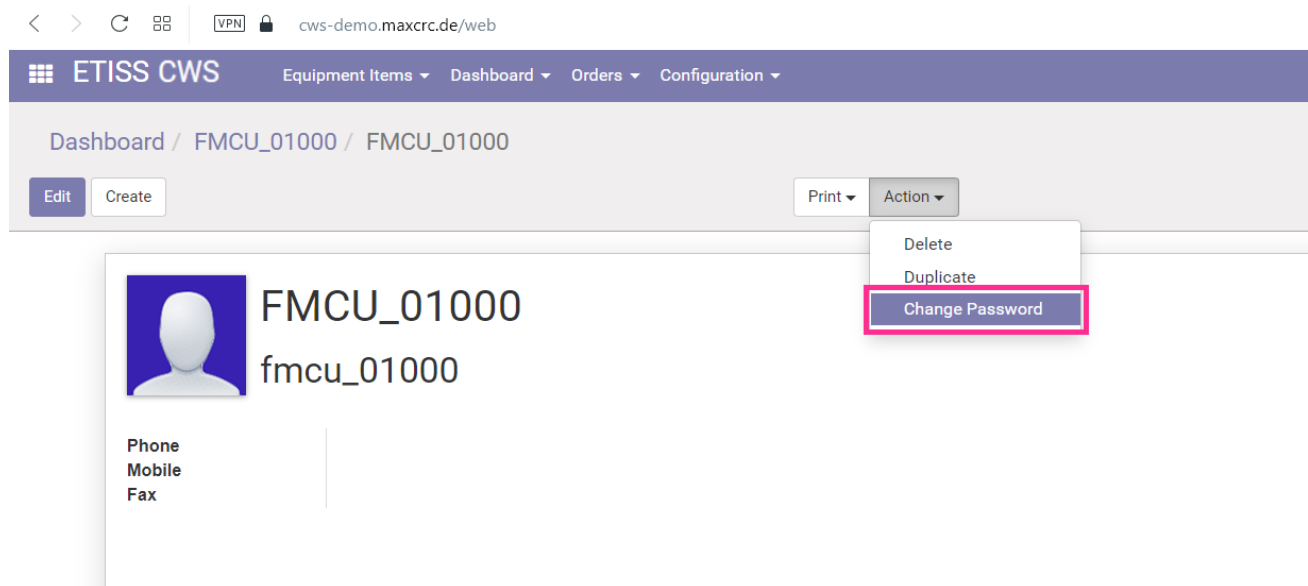 VPN cws-demo.maxcrc.de/web
ETISS CWS Equipment Items Dashboard Orders Configuration
Dashboard / FMCU_01000 / FMCU_01000
Edit Create Print Action
Delete
Duplicate
Change Password
FMCU_01000
fmcu_01000
Phone
Mobile
Fax